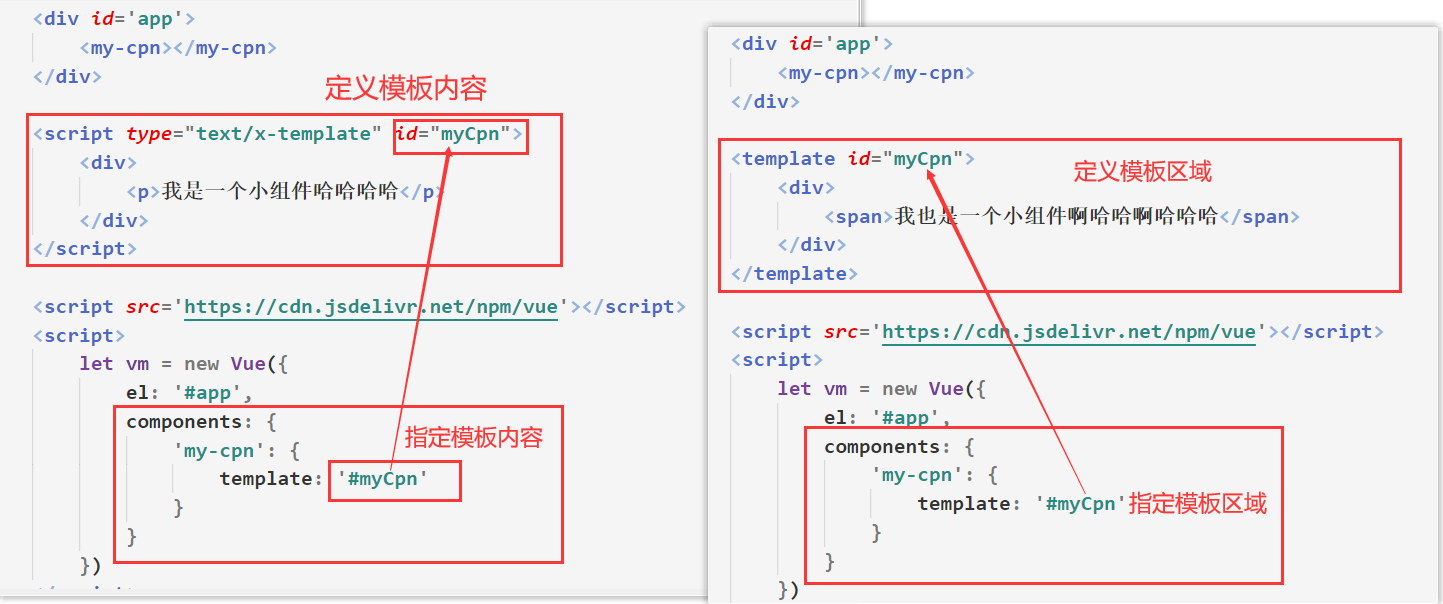 <div id='app'>
<my-cpn></my-cpn>
</div>
定义模板内容
<script type="text/x-template" id="myCpn">
<div>
<p>我是一个小组件哈哈哈哈</p>
</div>
</script>
<script src='https://cdn.jsdelivr.net/npm/vue'></script>
<script>
let vm = new Vue({
el: '#app',
components: {
指定模板内容
'my-cpn': {
template: '#myCpn'
}
}
})
<div id='app'>
<my-cpn></my-cpn>
</div>
<template id="myCpn">
定义模板区域
<div>
<span>我也是一个小组件啊哈哈啊哈哈哈</span>
</div>
</template>
<script src='https://cdn.jsdelivr.net/npm/vue'></script>
<script>
let vm = new Vue({
el: '#app',
components: {
'my-cpn': {
template: '#myCpn' 指定模板区域
}
}
})